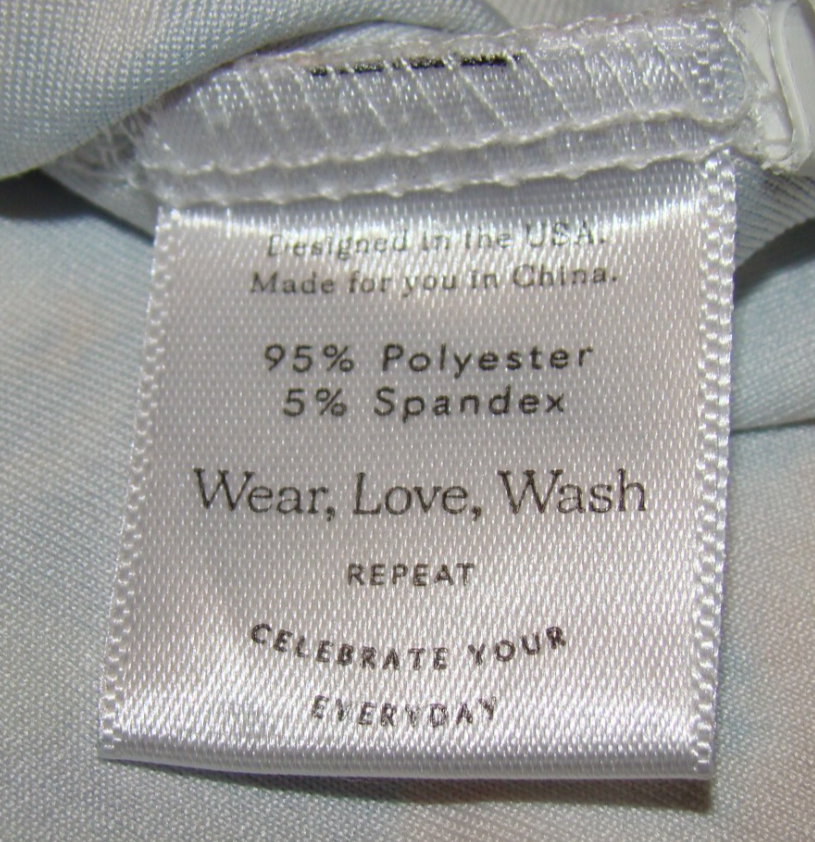 Designed in the USA.
Made for you in China.
95% Polyester
5% Spandex
Wear, Love, Wash
REPEAT
CELEBRATE YOUR
EVERYDAY